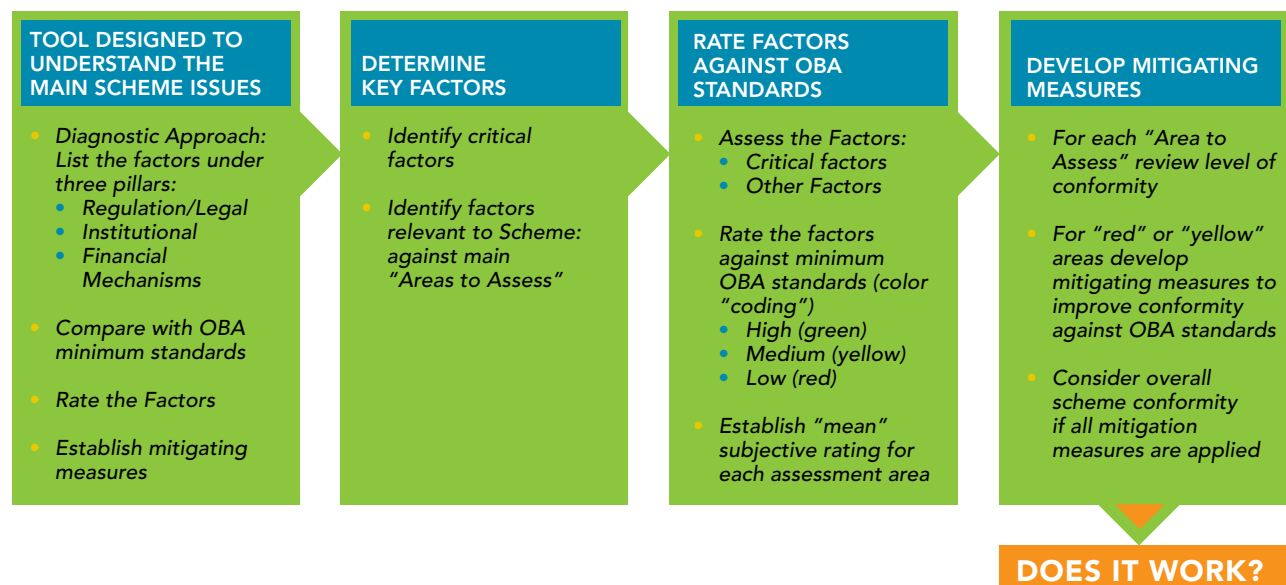 TOOL DESIGNED TO
UNDERSTAND THE
MAIN SCHEME ISSUES
• Diagnostic Approach:
List the factors under
three pillars:
• Regulation/Legal
• Institutional
• Financial
Mechanisms
• Compare with OBA
minimum standards
• Rate the Factors
• Establish mitigating
measures
DETERMINE
KEY FACTORS
• Identify critical
factors
• Identify factors
relevant to Scheme:
against main
“Areas to Assess”
RATE FACTORS
AGAINST OBA
STANDARDS
• Assess the Factors:
• Critical factors
• Other Factors
• Rate the factors
against minimum
OBA standards (color
“coding”)
• High (green)
• Medium (yellow)
• Low (red)
• Establish “mean”
subjective rating for
each assessment area
DEVELOP MITIGATING
MEASURES
• For each “Area to
Assess” review level of
conformity
• For “red” or “yellow”
areas develop
mitigating measures to
improve conformity
against OBA standards
• Consider overall
scheme conformity
if all mitigation
measures are applied
DOES IT WORK?